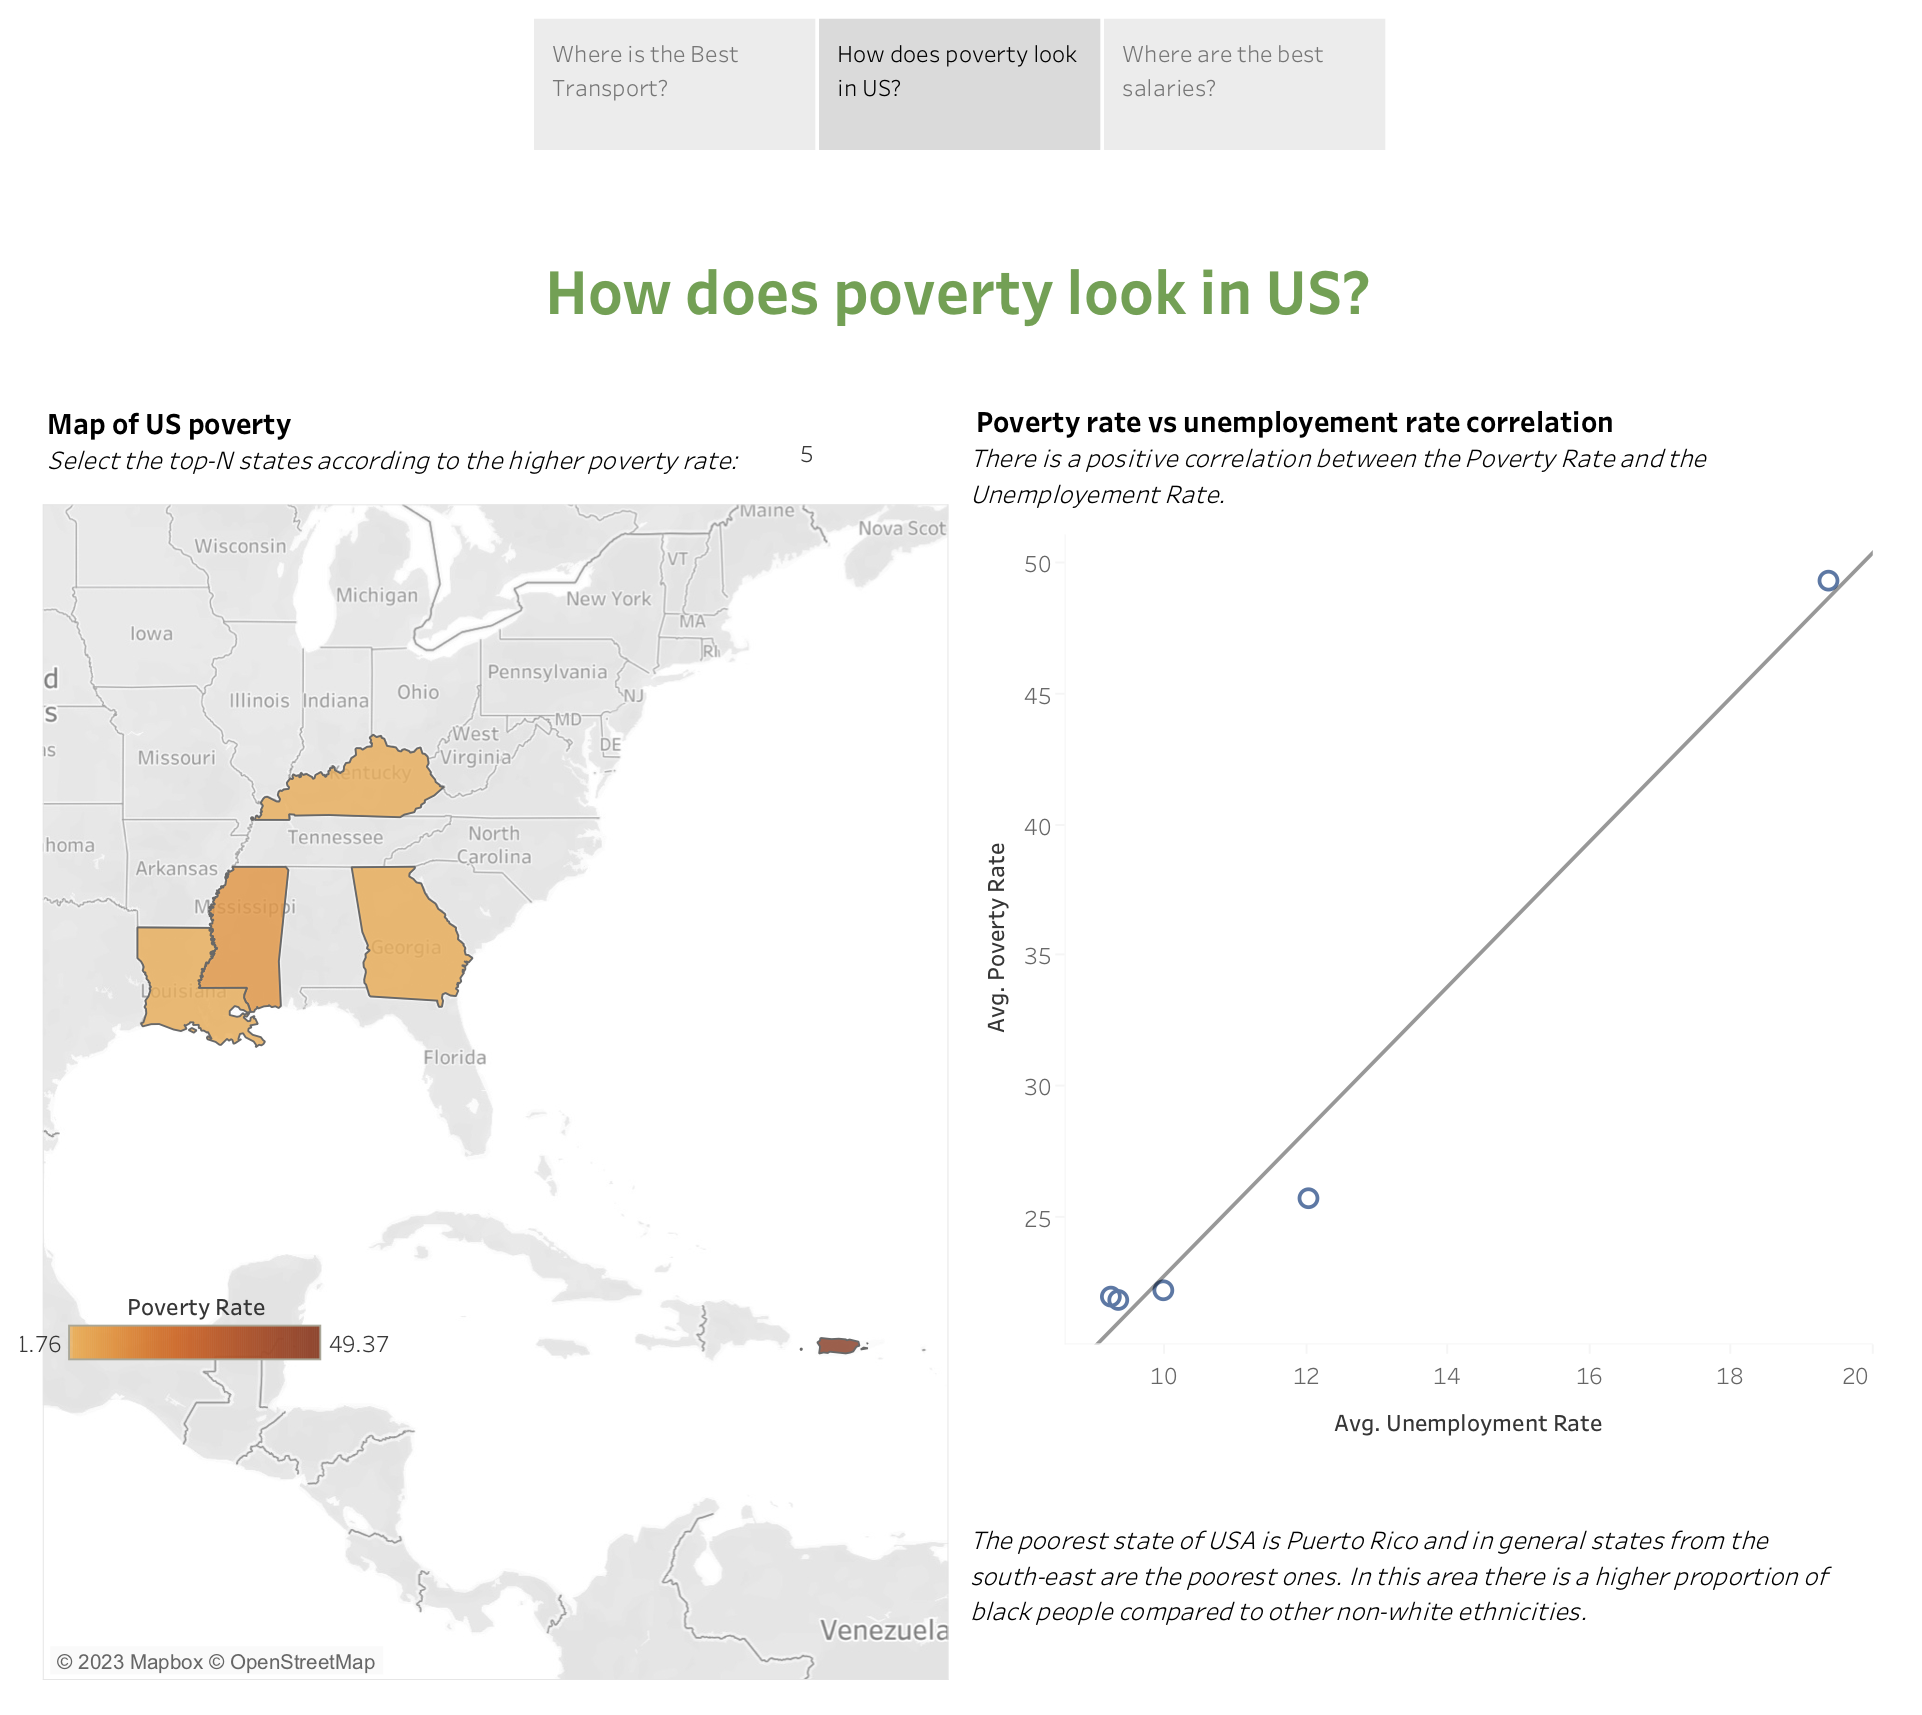 Where is the Best
Transport?
How does poverty look
in US?
Where are the best
salaries?
How does poverty look in US?
Map of US poverty
Select the top-N states according to the higher poverty rate:
5
Poverty rate vs unemployement rate correlation
There is a positive correlation between the Poverty Rate and the
Unemployement Rate.
Maine
Nova Scot
Wisconsin
VT
Michigan
New York
MA
Iowa
RI
Pennsylvania
d
s
Illinois
Indiana
Ohio
NJ
MD
West
Virginia
DE
as
Missouri
Kentucky
homa
Tennessee
North
Carolina
Arkansas
Mississippi
Georgia
Louisiana
Florida
Poverty Rate
1.76
49.37
Venezuela
© 2023 Mapbox © OpenStreetMap
50
45
40
35
30
25
Avg. Poverty Rate
10
12
14
16
18
20
Avg. Unemployment Rate
The poorest state of USA is Puerto Rico and in general states from the
south-east are the poorest ones. In this area there is a higher proportion of
black people compared to other non-white ethnicities.